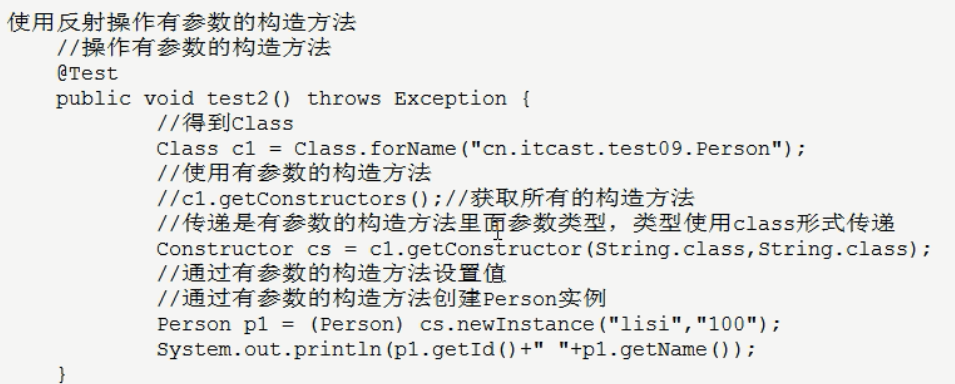 使用反射操作有参数的构造方法
//操作有参数的构造方法
@Test
public void test2() throws Exception {
//得到Class
Class c1 = Class.forName("cn.itcast.test09.Person");
//使用有参数的构造方法
//c1.getConstructors();//获取所有的构造方法
//传递是有参数的构造方法里面参数类型，类型使用class形式传递
Constructor cs = c1.getConstructor(String.class,String.class);
//通过有参数的构造方法设置值
//通过有参数的构造方法创建Person实例
Person p1 = (Person) cs.newInstance("lisi","100");
System.out.println(p1.getId()+" "+p1.getName());
}